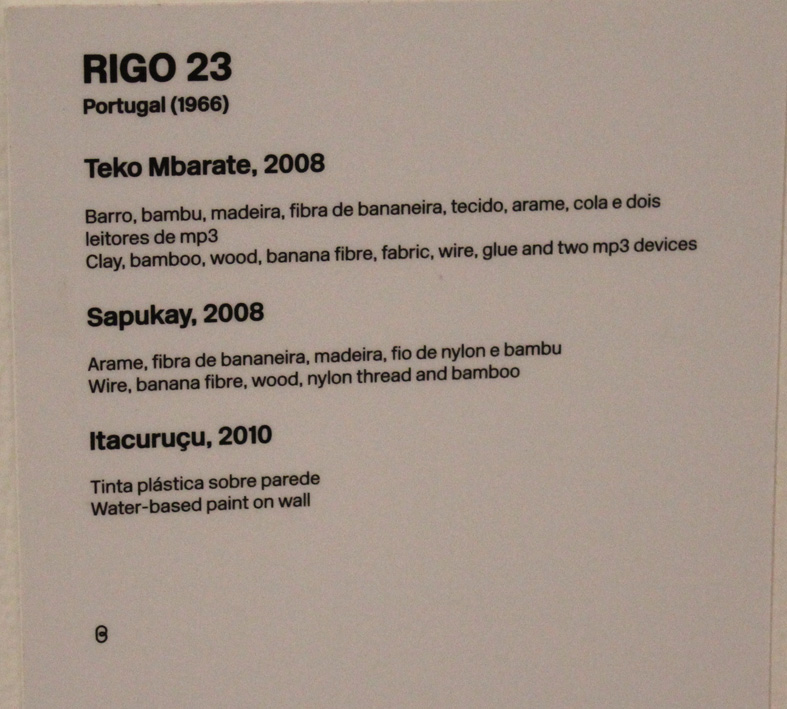 RIGO 23
Portugal (1966)
Teko Mbarate, 2008
Barro, bambu, madeira, fibra de bananeira, tecido, arame, cola e dois
leitores de mp3
Clay, bamboo, wood, banana fibre, fabric, wire, glue and two mp3 devices
Sapukay, 2008
Arame, fibra de bananeira, madeira, fio de nylon e bambu
Wire, banana fibre, wood, nylon thread and bamboo
Itacuruçu, 2010
Tinta plástica sobre parede
Water-based paint on wall